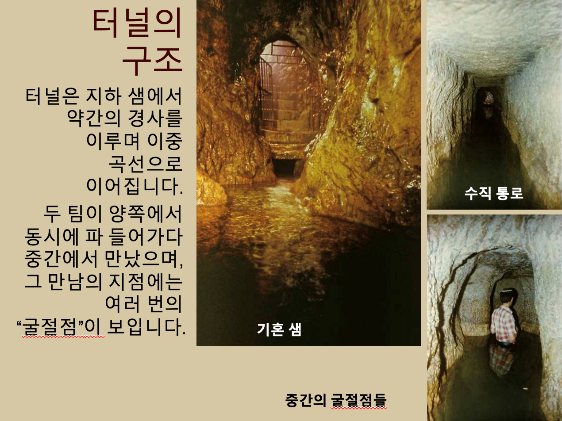 터널의
구조
터널은 지하 샘에서
약간의 경사를
이루며 이중
곡선으로
이어집니다.
두 팀이 양쪽에서
동시에 파 들어가다
중간에서 만났으며,
그 만남의 지점에는
여러 번의
“굴절점”이 보입니다.
기혼 샘
수직 통로
중간의 굴절점들